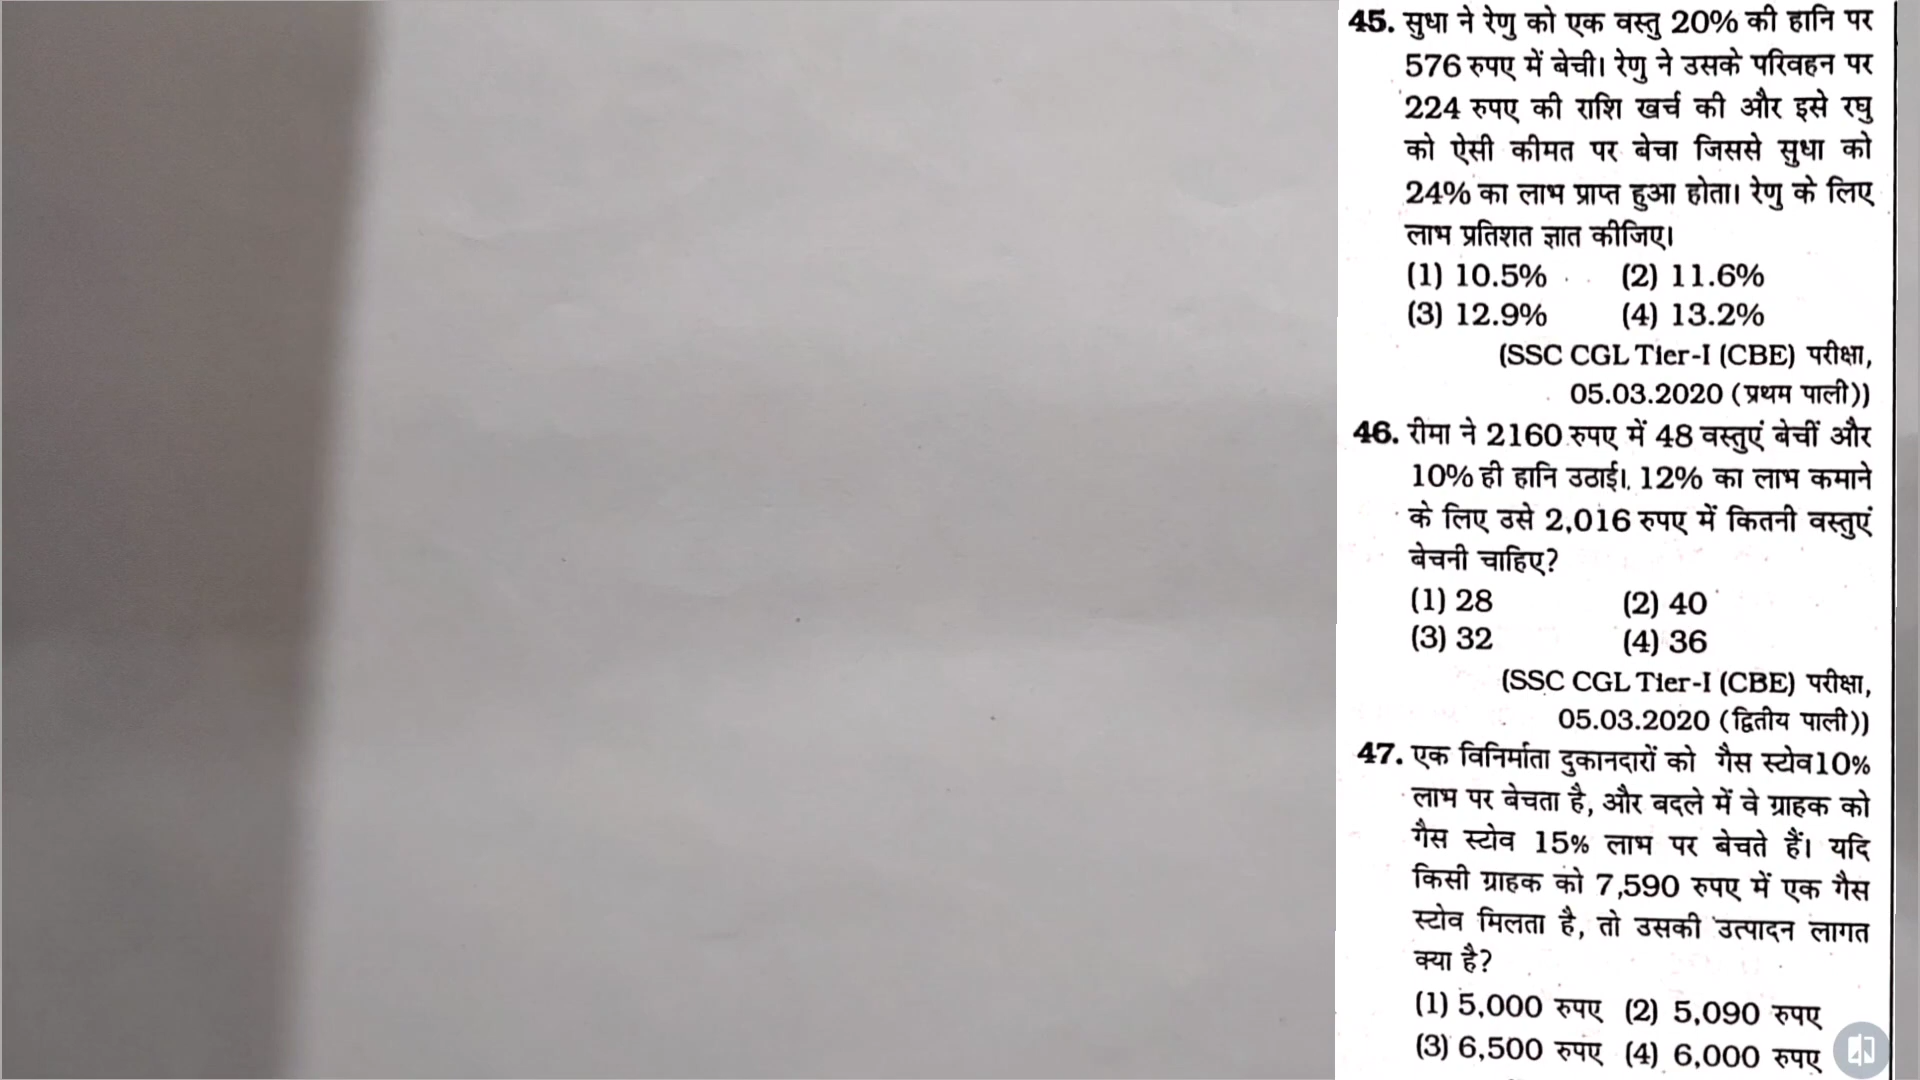 45. सुधा ने रेणु को एक वस्तु 20% की हानि पर
576 रुपए में बेची। रेणु ने उसके परिवहन पर
224 रुपए की राशि खर्च की और इसे रघु
को ऐसी कीमत पर बेचा जिससे सुधा को
24% का लाभ प्राप्त हुआ होता। रेणु के लिए
लाभ प्रतिशत ज्ञात कीजिए।
(1) 10.5% (2) 11.6%
(3) 12.9% (4) 13.2%
(SSC CGL Tier-I (CBE) परीक्षा,
05.03.2020 (प्रथम पाली))
46. रीमा ने 2160 रुपए में 48 वस्तुएं बेचीं और
10% ही हानि उठाई। 12% का लाभ कमाने
के लिए उसे 2,016 रुपए में कितनी वस्तुएं
बेचनी चाहिए?
(1) 28 (2) 40
(3) 32 (4) 36
(SSC CGL Tier-I (CBE) परीक्षा,
05.03.2020 (द्वितीय पाली))
47. एक विनिर्माता दुकानदारों को गैस स्टोव10%
लाभ पर बेचता है, और बदले में वे ग्राहक को
गैस स्टोव 15% लाभ पर बेचते हैं। यदि
किसी ग्राहक को 7,590 रुपए में एक गैस
स्टोव मिलता है, तो उसकी उत्पादन लागत
क्या है?
(1) 5,000 रुपए (2) 5,090 रुपए
(3) 6,500 रुपए (4) 6,000 रुपए